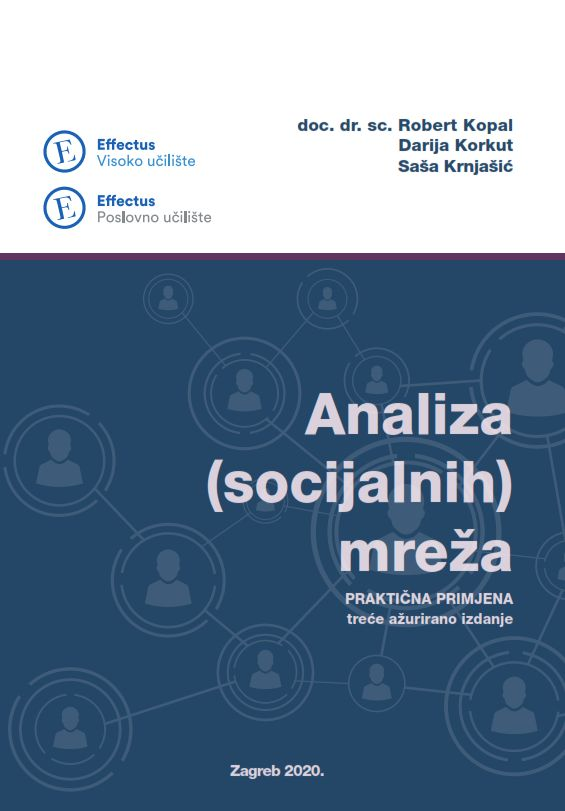 doc. dr. sc. Robert Kopal
Darija Korkut
Saša Krnjašić
E
Effectus
Visoko učilište
E
Effectus
Poslovno učilište
Analiza
(socijalnih)
mreža
PRAKTIČNA PRIMJENA
treće ažurirano izdanje
Zagreb 2020.